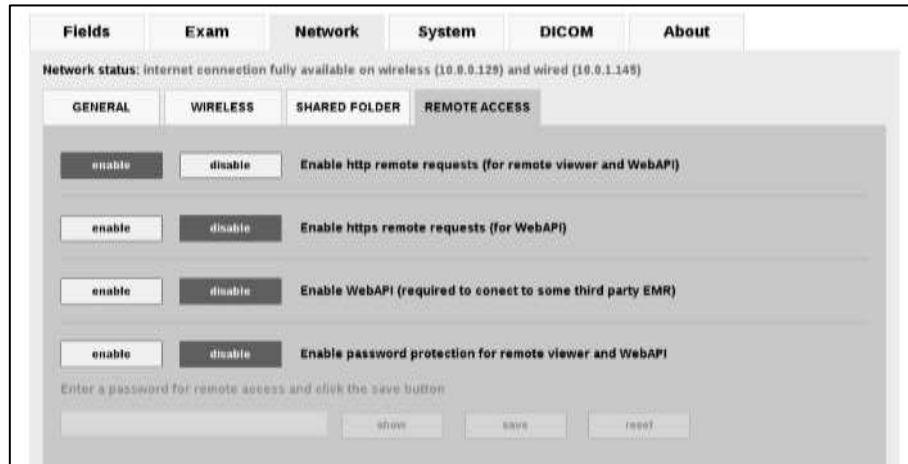 Fields Exam Network System DICOM About
Network status: internet connection fully available on wireless (10.0.0.129) and wired (10.0.1.145)
GENERAL WIRELESS SHARED FOLDER REMOTE ACCESS
enable disable Enable http remote requests (for remote viewer and WebAPI)
enable disable Enable https remote requests (for WebAPI)
enable disable Enable WebAPI (required to conect to some third party EMR)
enable disable Enable password protection for remote viewer and WebAPI
Enter a password for remote access and click the save button
show save reset